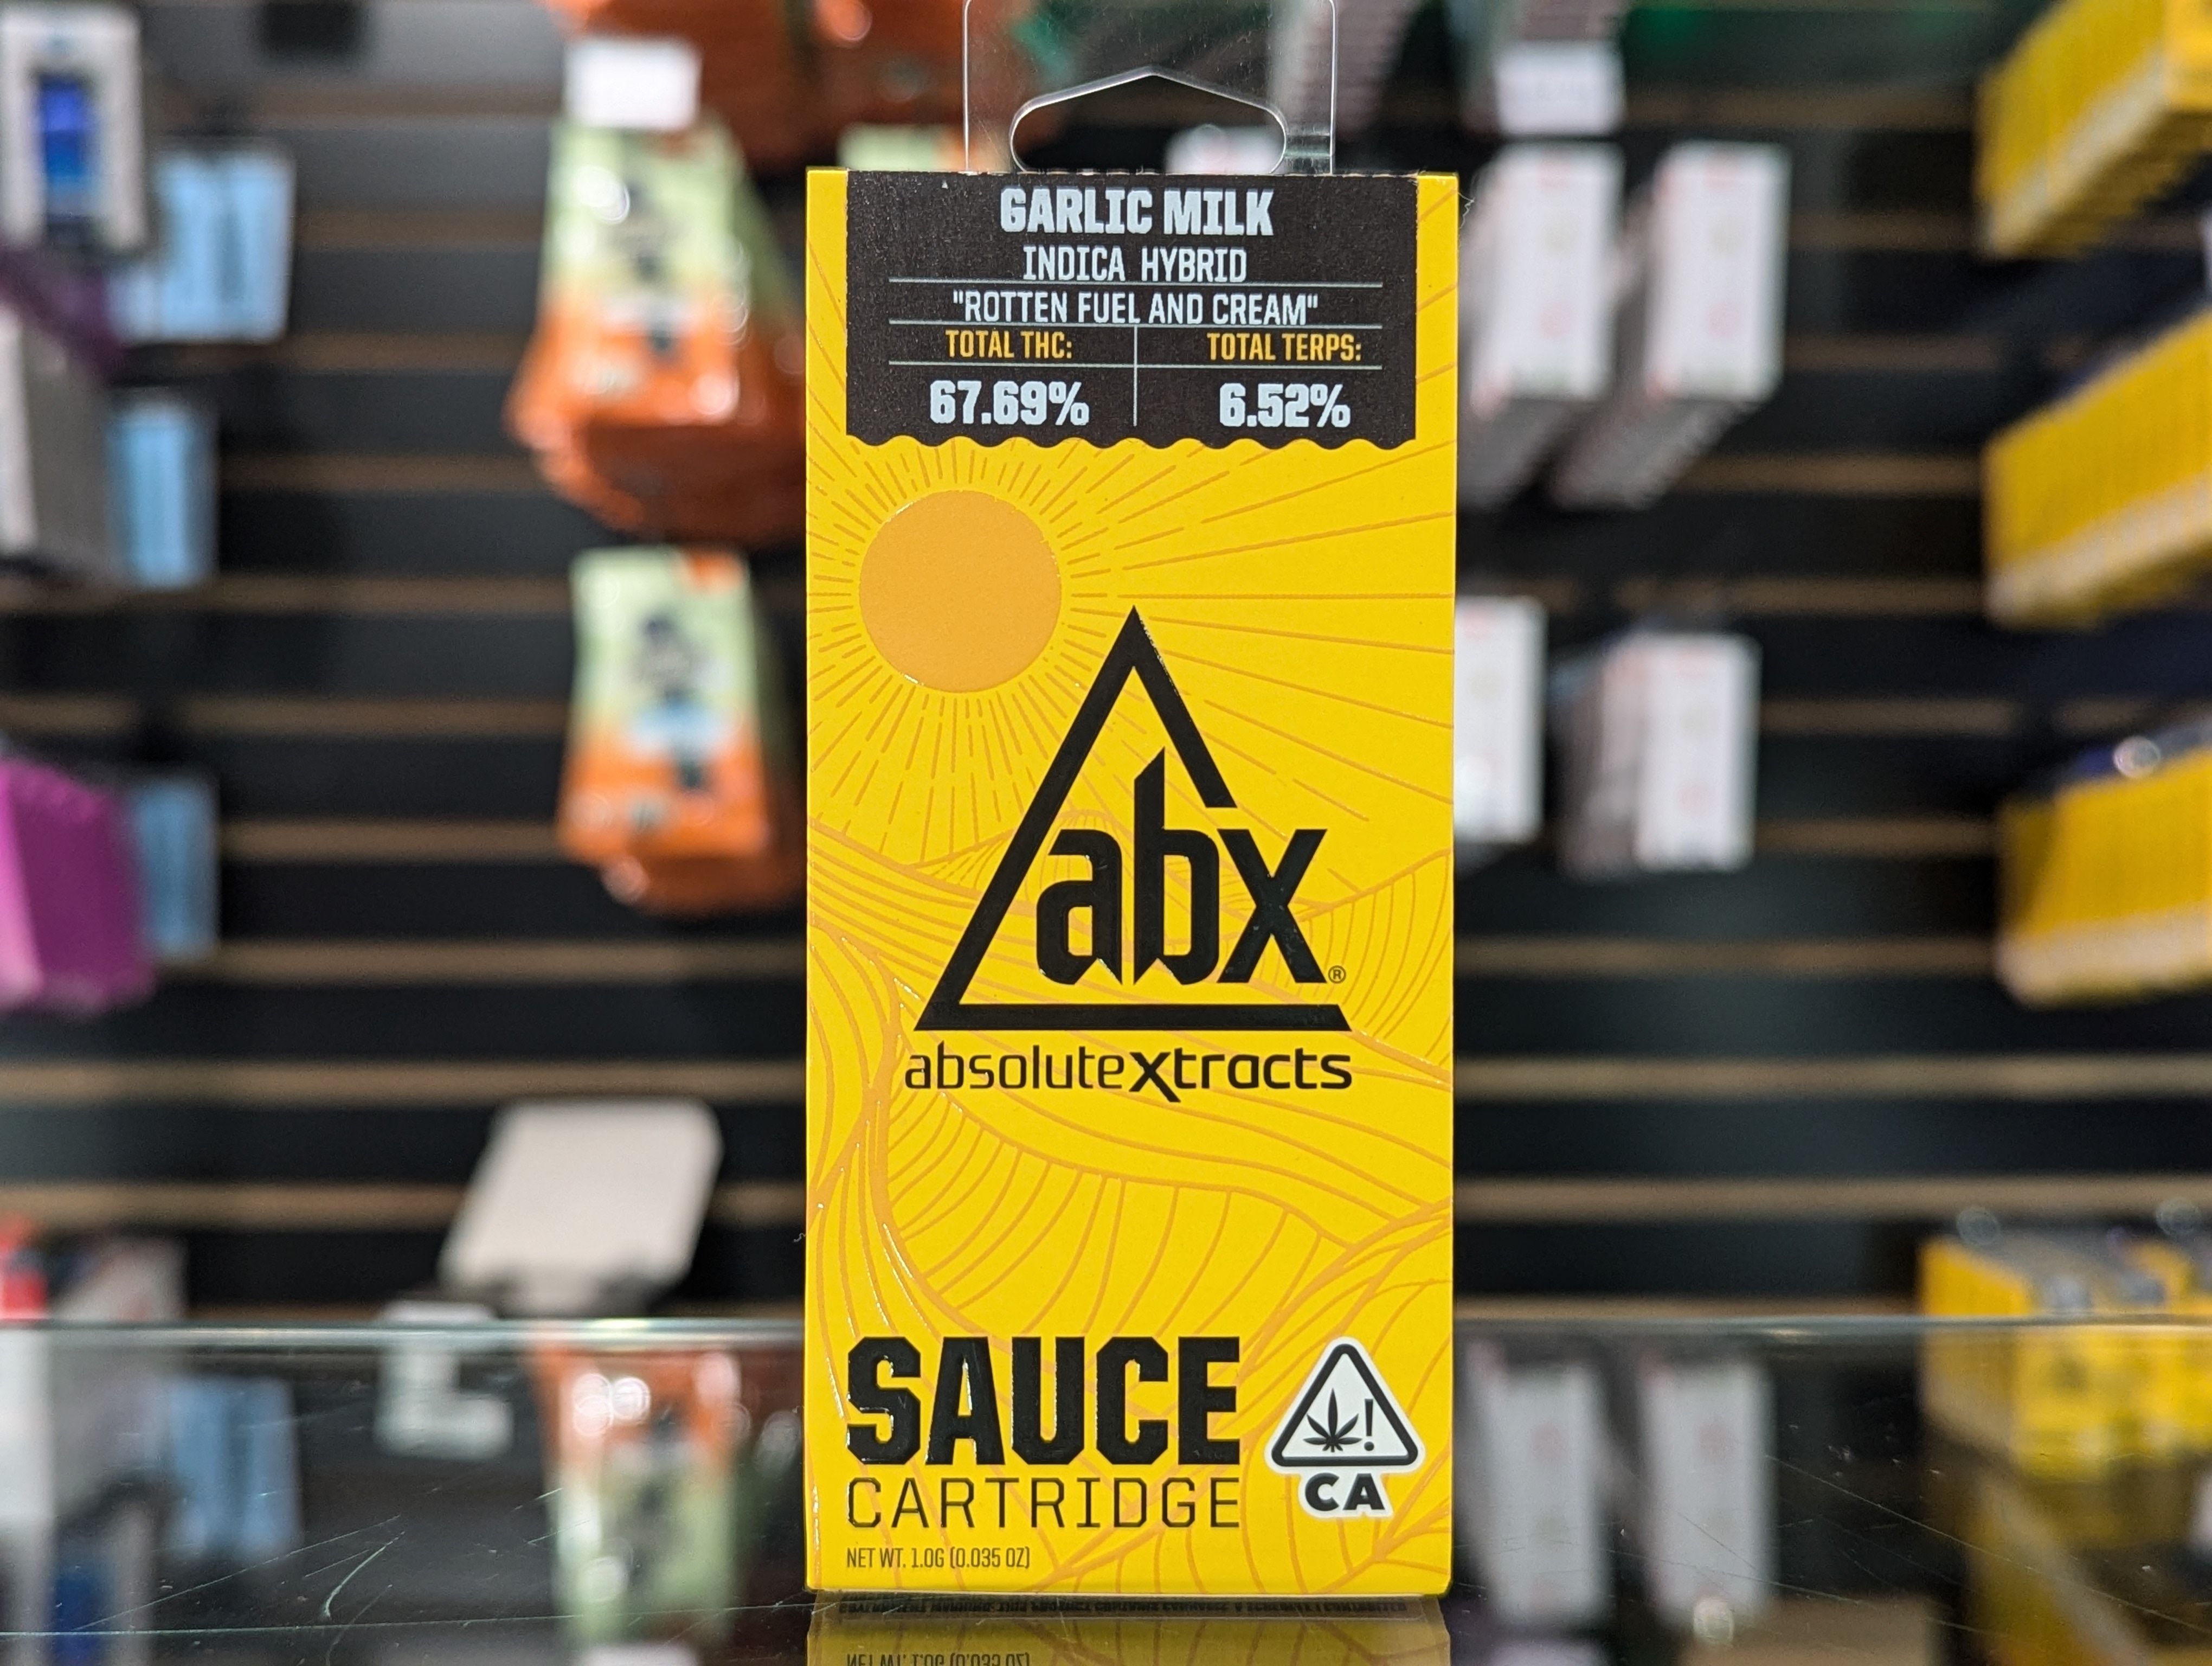 GARLIC MILK
INDICA HYBRID
"ROTTEN FUEL AND CREAM"
TOTAL THC: TOTAL TERPS:
67.69% 6.52%
abx®
absoluteXtracts
SAUCE
CARTRIDGE
!
CA
NET WT. 1.0G (0.035 OZ)